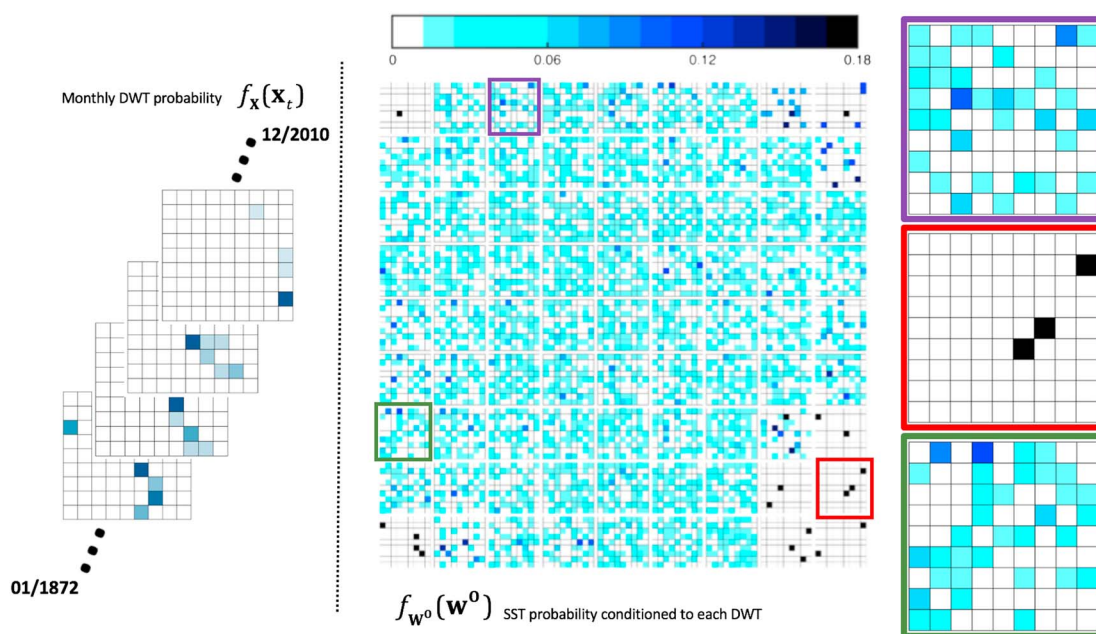 0 0.06 0.12 0.18
Monthly DWT probability f_X(x_t)
12/2010
01/1872
f_W⁰(w⁰) SST probability conditioned to each DWT